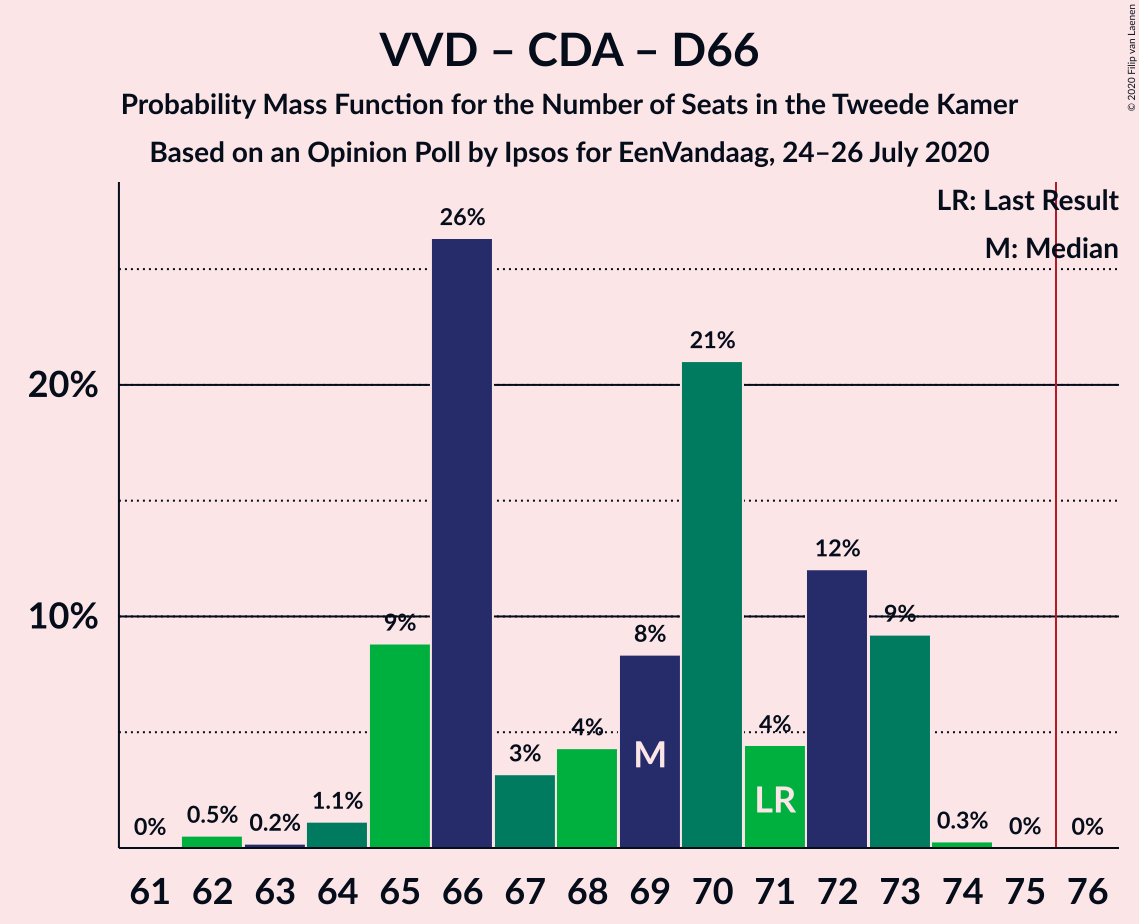 VVD – CDA – D66
Probability Mass Function for the Number of Seats in the Tweede Kamer
Based on an Opinion Poll by Ipsos for EenVandaag, 24–26 July 2020
© 2020 Filip van Laenen
LR: Last Result
M: Median
20%
10%
0%
0.5%
0.2%
1.1%
9%
26%
3%
4%
8%
21%
4%
12%
9%
0.3%
0%
0%
M
LR
61 62 63 64 65 66 67 68 69 70 71 72 73 74 75 76